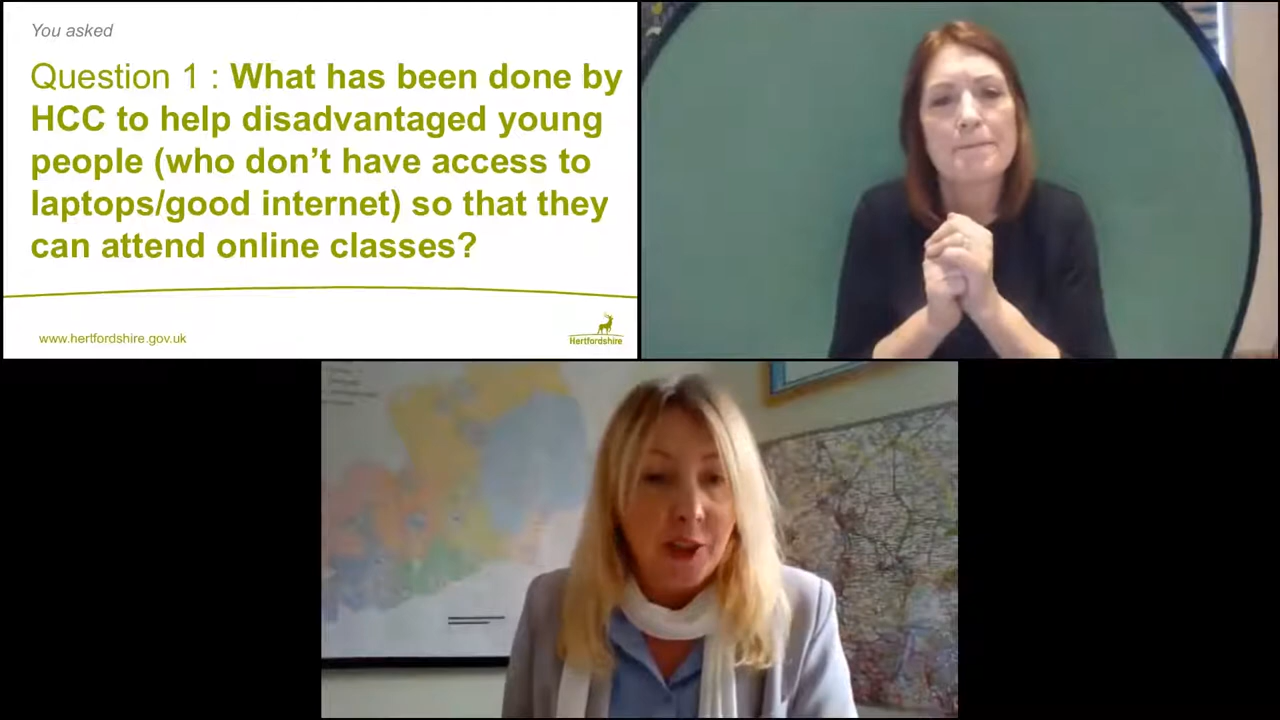 You asked
Question 1 : What has been done by
HCC to help disadvantaged young
people (who don’t have access to
laptops/good internet) so that they
can attend online classes?
www.hertfordshire.gov.uk
Hertfordshire